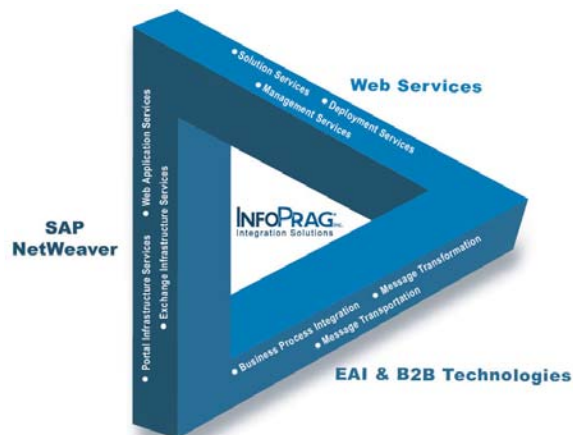 • Solution Services
• Management Services
• Deployment Services
Web Services
• Web Application Services
• Portal Infrastructure Services
• Exchange Infrastructure Services
SAP
NetWeaver
INFOPRAG INC.
Integration Solutions
• Message Transformation
• Business Process Integration
• Message Transportation
EAI & B2B Technologies